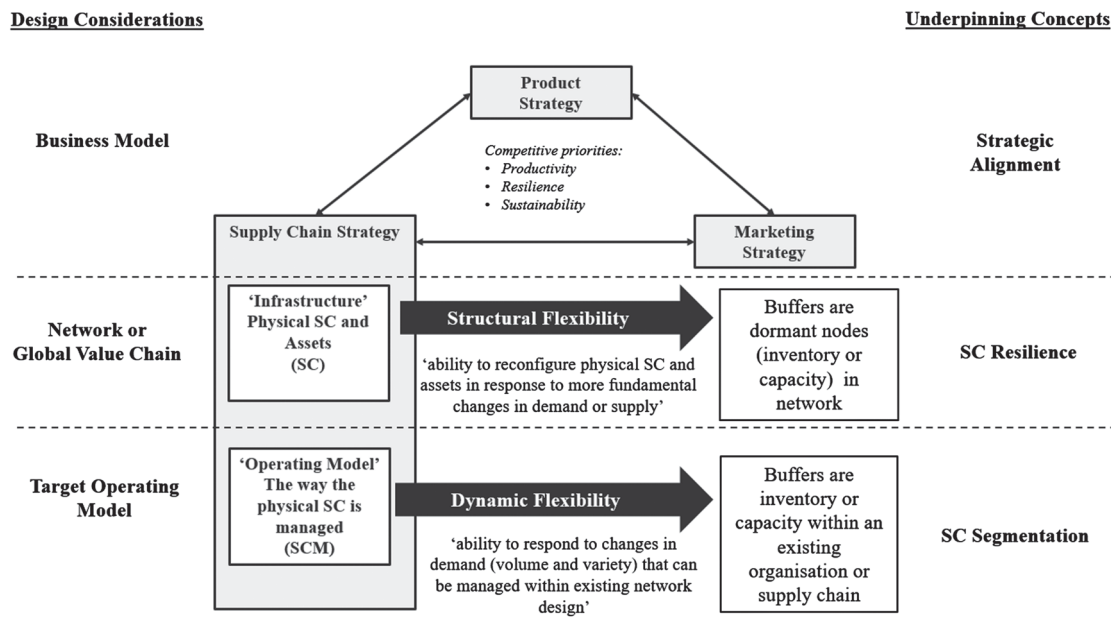 Design Considerations
Underpinning Concepts
Product
Strategy
Business Model
Competitive priorities:
• Productivity
• Resilience
• Sustainability
Strategic
Alignment
Supply Chain Strategy
Marketing
Strategy
Network or
Global Value Chain
‘Infrastructure’
Physical SC and
Assets
(SC)
Structural Flexibility
‘ability to reconfigure physical SC and
assets in response to more fundamental
changes in demand or supply’
Buffers are
dormant nodes
(inventory or
capacity) in
network
SC Resilience
Target Operating
Model
‘Operating Model’
The way the
physical SC is
managed
(SCM)
Dynamic Flexibility
‘ability to respond to changes in
demand (volume and variety) that can
be managed within existing network
design’
Buffers are
inventory or
capacity within an
existing
organisation or
supply chain
SC Segmentation